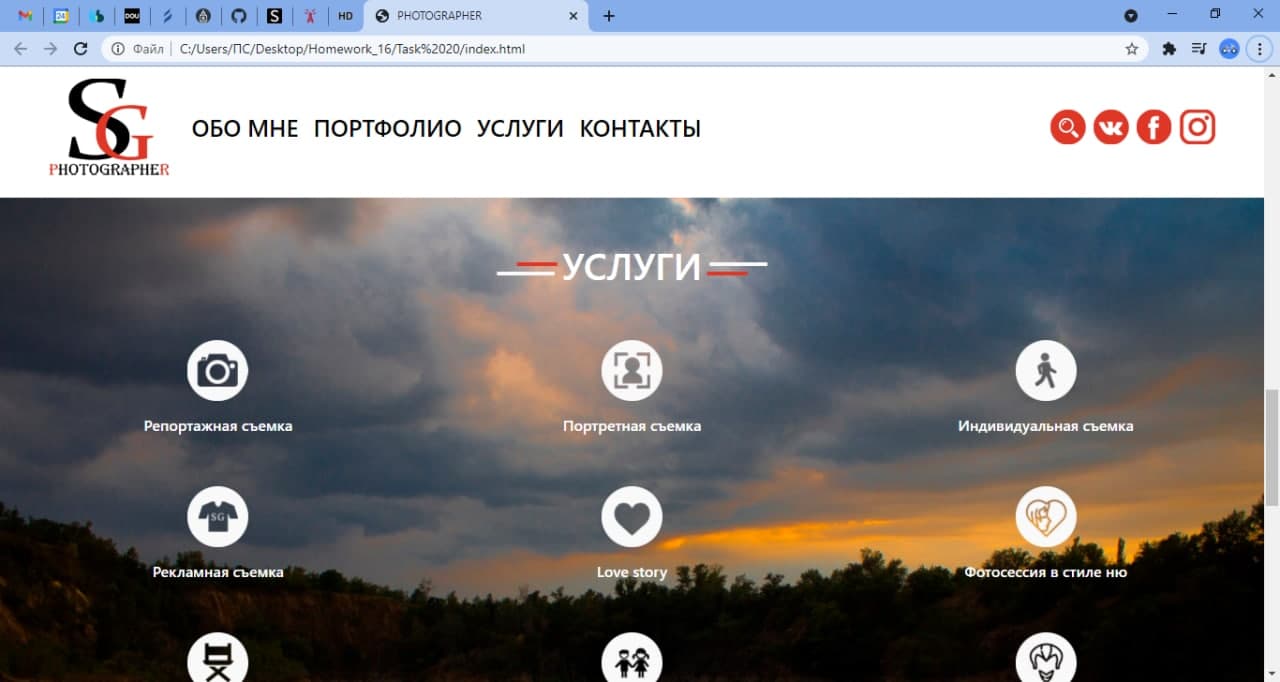 24
DOU
S
HD
PHOTOGRAPHER
Файл
C:/Users/ПС/Desktop/Homework_16/Task%2020/index.html
SG
PHOTOGRAPHER
ОБО МНЕ ПОРТФОЛИО УСЛУГИ КОНТАКТЫ
УСЛУГИ
Репортажная съемка
Портретная съемка
Индивидуальная съемка
SG
Рекламная съемка
Love story
Фотосессия в стиле ню